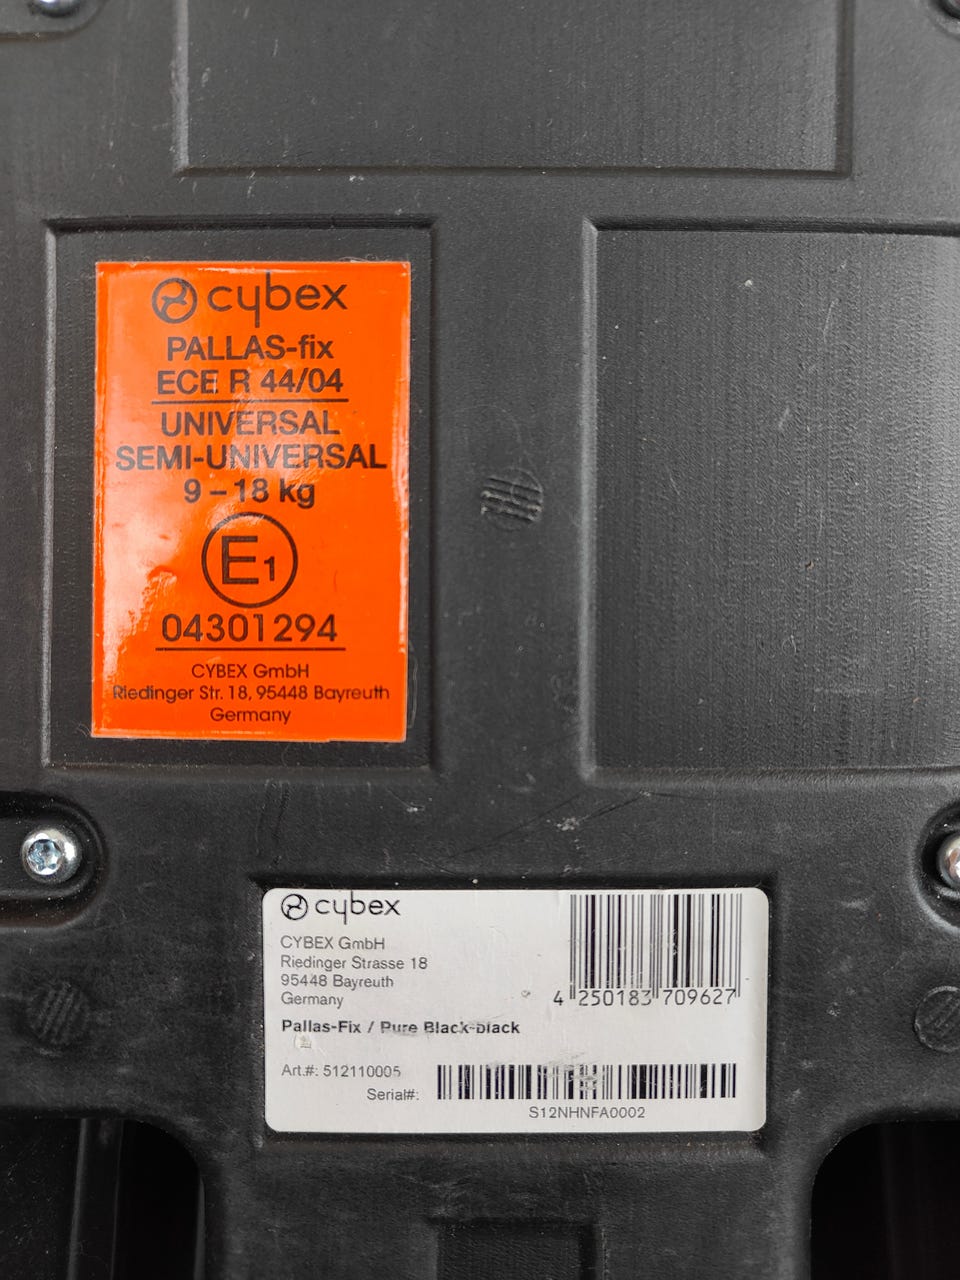 cybex
PALLAS-fix
ECE R 44/04
UNIVERSAL
SEMI-UNIVERSAL
9 – 18 kg
E1
04301294
CYBEX GmbH
Riedinger Str. 18, 95448 Bayreuth
Germany
cybex
CYBEX GmbH
Riedinger Strasse 18
95448 Bayreuth
Germany
4 250183 709627
Pallas-Fix / Pure Black-black
Art.#: 512110005
Serial#:
S12NHNFA0002